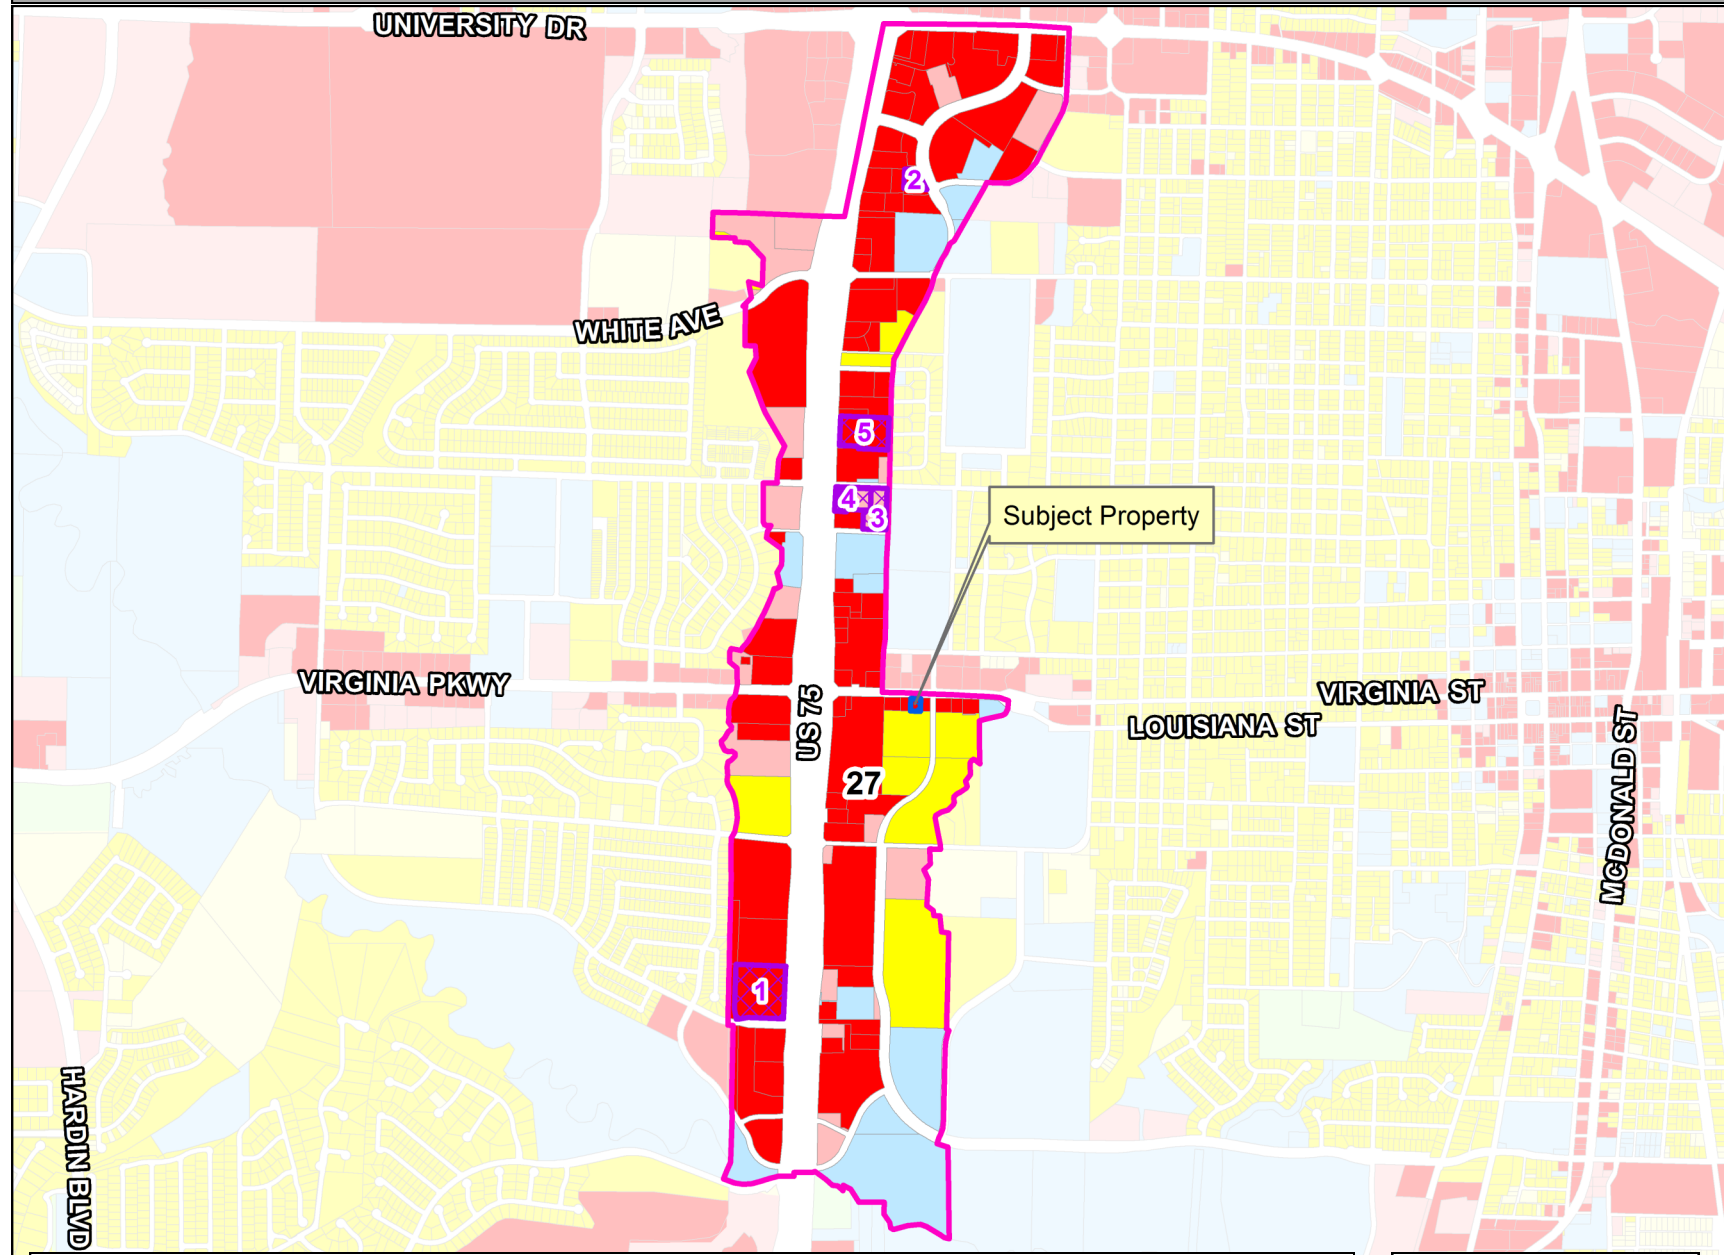 UNIVERSITY DR
2
WHITE AVE
5
4
3
Subject Property
VIRGINIA PKWY
US 75
VIRGINIA ST
LOUISIANA ST
27
MCDONALD ST
1
HARDIN BLVD